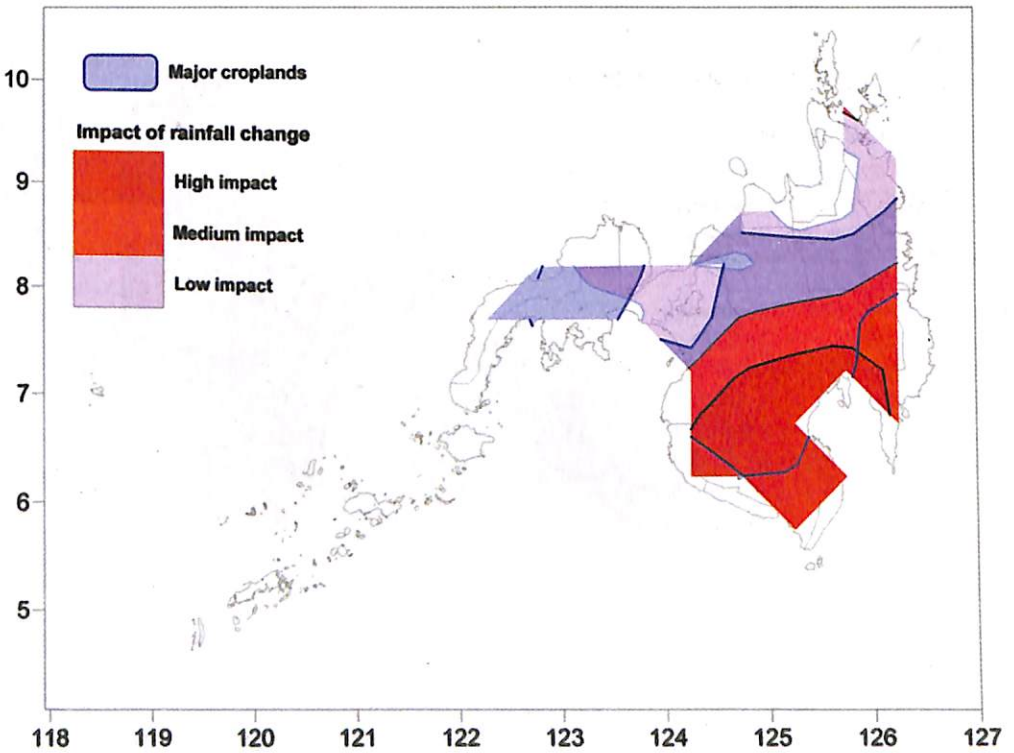 Major croplands
Impact of rainfall change
High impact
Medium impact
Low impact
10
9
8
7
6
5
118 119 120 121 122 123 124 125 126 127